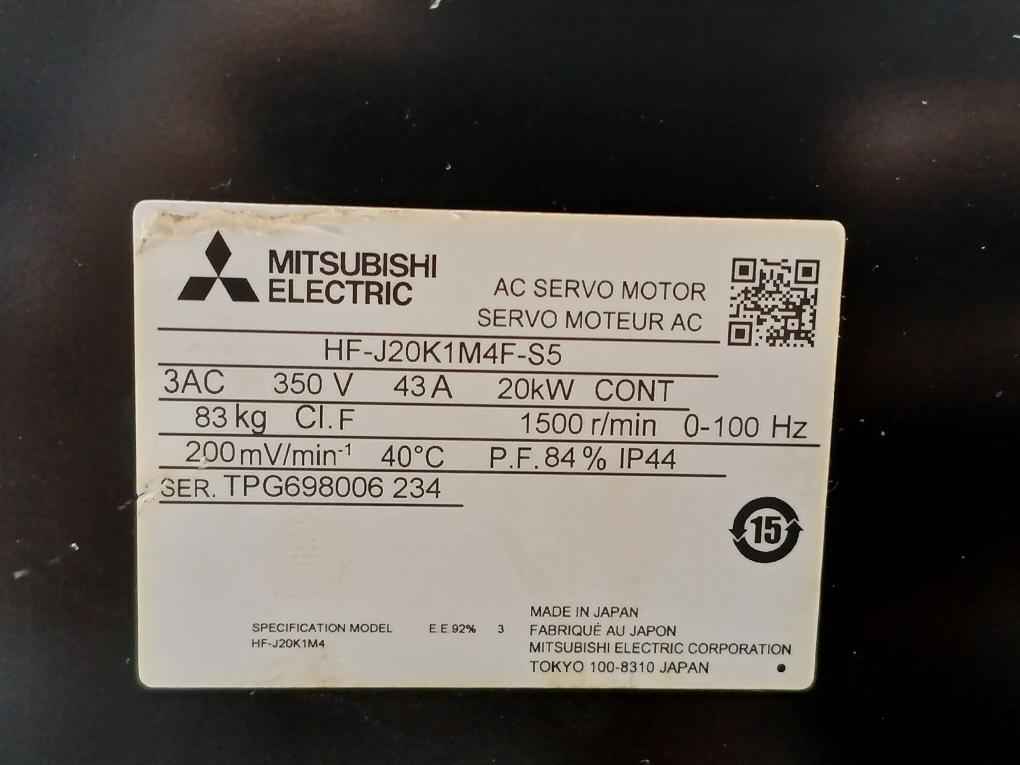 MITSUBISHI
ELECTRIC
AC SERVO MOTOR
SERVO MOTEUR AC
HF-J20K1M4F-S5
3AC 350 V 43 A 20kW CONT
83 kg Cl. F 1500 r/min 0-100 Hz
200 mV/min⁻¹ 40°C P.F. 84 % IP44
SER. TPG698006 234
15
SPECIFICATION MODEL E.E.92% 3
HF-J20K1M4
MADE IN JAPAN
FABRIQUÉ AU JAPON
MITSUBISHI ELECTRIC CORPORATION
TOKYO 100-8310 JAPAN